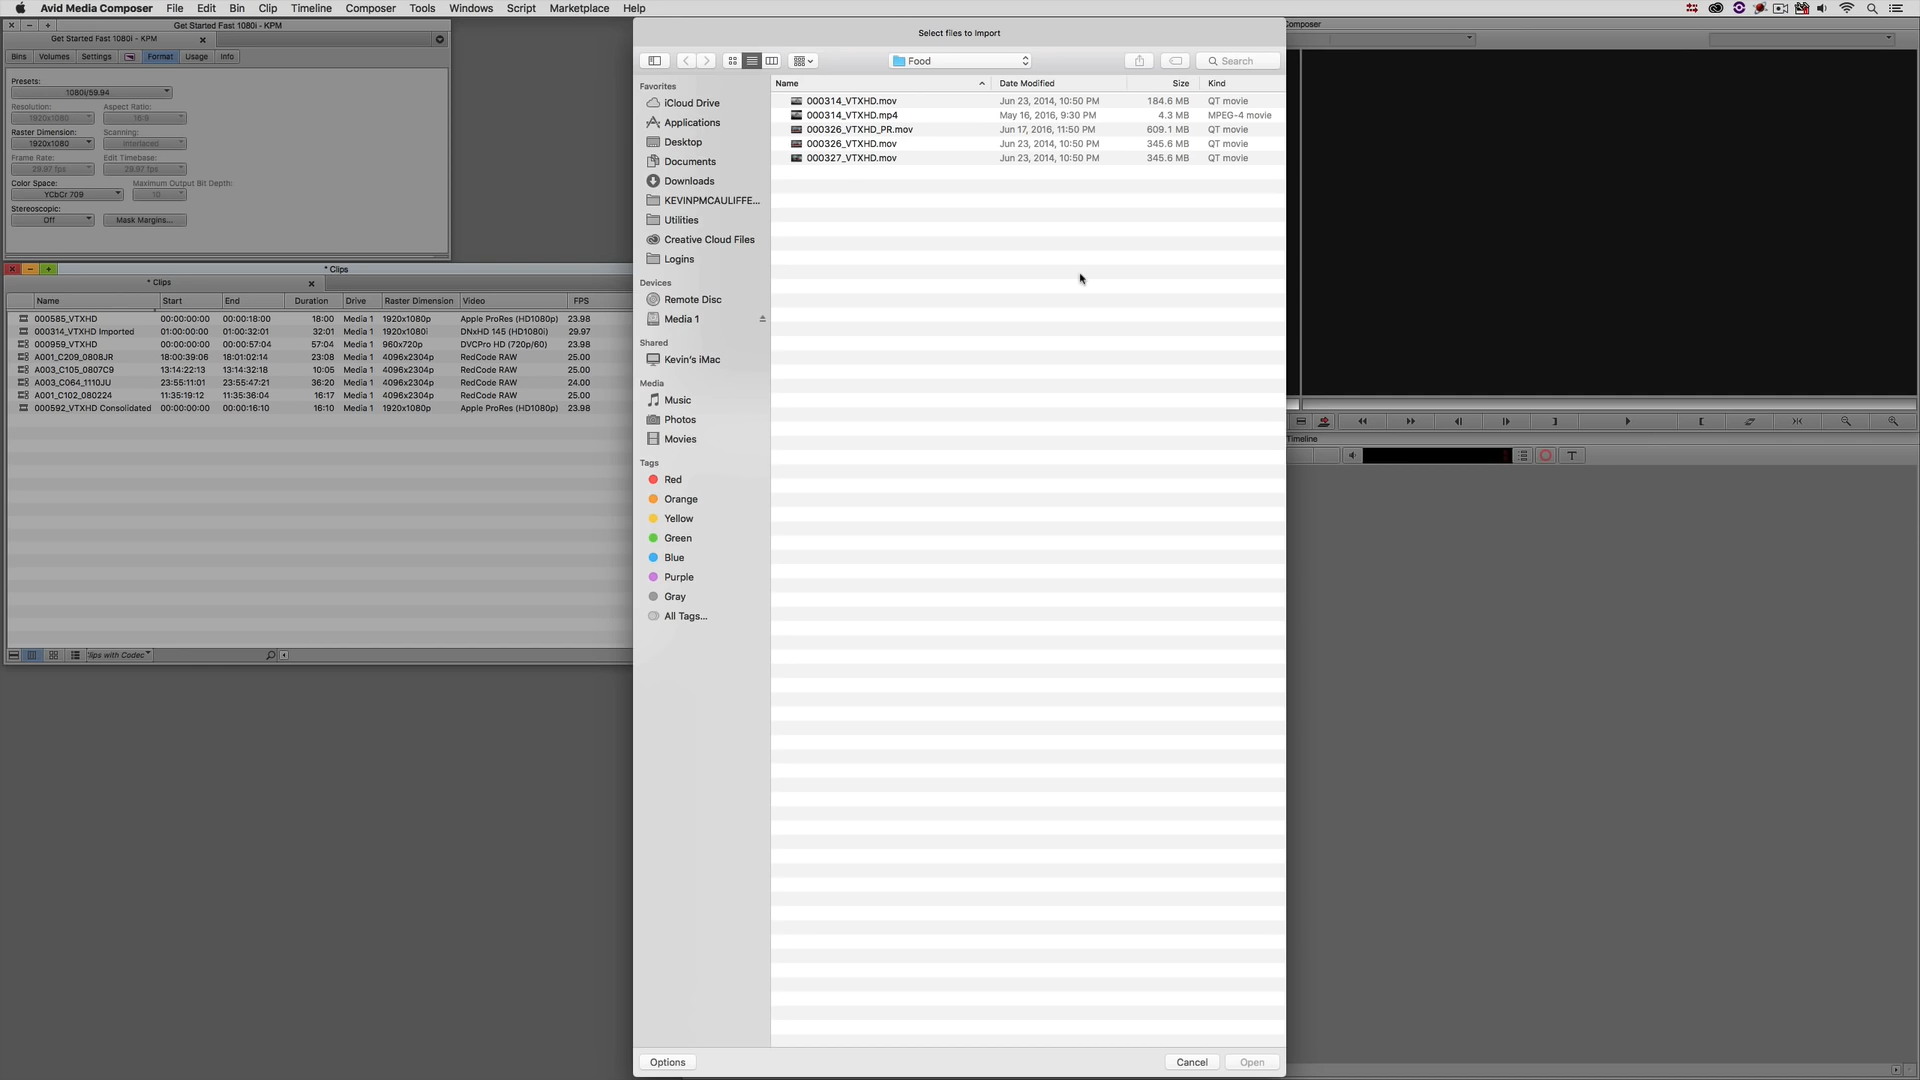 Avid Media Composer File Edit Bin Clip Timeline Composer Tools Windows Script Marketplace Help
Get Started Fast 1080i - KPM
Get Started Fast 1080i - KPM
Bins Volumes Settings Format Usage Info
Presets:
1080i/59.94
Resolution: Aspect Ratio:
1920x1080 16:9
Raster Dimension: Scanning:
1920x1080 Interlaced
Frame Rate: Edit Timebase:
29.97 fps 29.97 fps
Color Space: Maximum Output Bit Depth:
YCbCr 709 10
Stereoscopic:
Off Mask Margins...
* Clips
* Clips
Name Start End Duration Drive Raster Dimension Video FPS
000585_VTXHD 00:00:00:00 00:00:18:00 18:00 Media 1 1920x1080p Apple ProRes (HD1080p) 23.98
000314_VTXHD Imported 01:00:00:00 01:00:32:01 32:01 Media 1 1920x1080i DNxHD 145 (HD1080i) 29.97
000959_VTXHD 00:00:00:00 00:00:57:04 57:04 Media 1 960x720p DVCPro HD (720p/60) 23.98
A001_C209_0808JR 18:00:39:06 18:01:02:14 23:08 Media 1 4096x2304p RedCode RAW 25.00
A003_C105_0807C9 13:14:22:13 13:14:32:18 10:05 Media 1 4096x2304p RedCode RAW 25.00
A003_C064_1110JU 23:55:11:01 23:55:47:21 36:20 Media 1 4096x2304p RedCode RAW 24.00
A001_C102_080224 11:35:19:12 11:35:36:04 16:17 Media 1 4096x2304p RedCode RAW 25.00
000592_VTXHD Consolidated 00:00:00:00 00:00:16:10 16:10 Media 1 1920x1080p Apple ProRes (HD1080p) 23.98
lips with Codec
Select files to Import
Food
Search
Favorites
iCloud Drive
Applications
Desktop
Documents
Downloads
KEVINPMCAULIFFE...
Utilities
Creative Cloud Files
Logins
Devices
Remote Disc
Media 1
Shared
Kevin's iMac
Media
Music
Photos
Movies
Tags
Red
Orange
Yellow
Green
Blue
Purple
Gray
All Tags...
Name Date Modified Size Kind
000314_VTXHD.mov Jun 23, 2014, 10:50 PM 184.6 MB QT movie
000314_VTXHD.mp4 May 16, 2016, 9:30 PM 4.3 MB MPEG-4 movie
000326_VTXHD_PR.mov Jun 17, 2016, 11:50 PM 609.1 MB QT movie
000326_VTXHD.mov Jun 23, 2014, 10:50 PM 345.6 MB QT movie
000327_VTXHD.mov Jun 23, 2014, 10:50 PM 345.6 MB QT movie
Options Cancel Open
Composer
Timeline